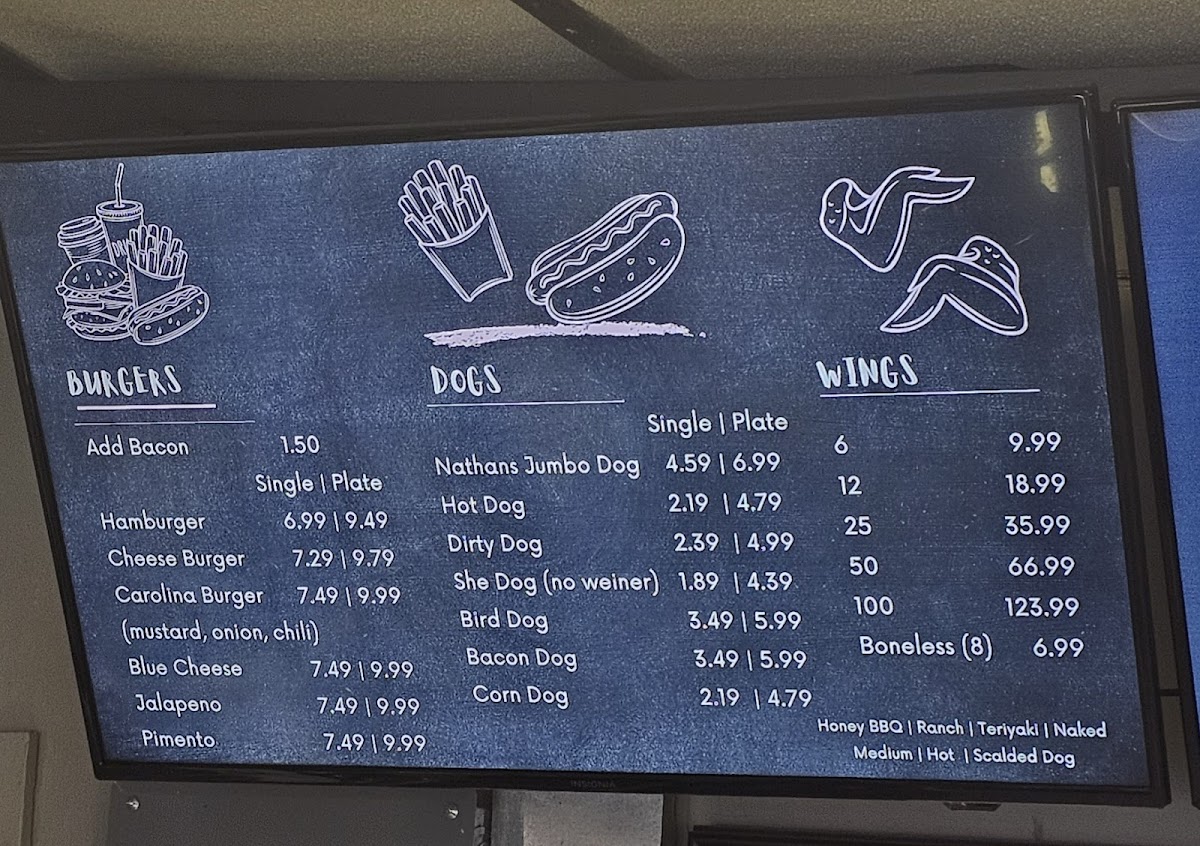 BURGERS
Add Bacon 1.50
Single | Plate
Hamburger 6.99 | 9.49
Cheese Burger 7.29 | 9.79
Carolina Burger 7.49 | 9.99
(mustard, onion, chili)
Blue Cheese 7.49 | 9.99
Jalapeno 7.49 | 9.99
Pimento 7.49 | 9.99
DOGS
Single | Plate
Nathans Jumbo Dog 4.59 | 6.99
Hot Dog 2.19 | 4.79
Dirty Dog 2.39 | 4.99
She Dog (no weiner) 1.89 | 4.39
Bird Dog 3.49 | 5.99
Bacon Dog 3.49 | 5.99
Corn Dog 2.19 | 4.79
WINGS
6 9.99
12 18.99
25 35.99
50 66.99
100 123.99
Boneless (8) 6.99
Honey BBQ | Ranch | Teriyaki | Naked
Medium | Hot | Scalded Dog
INSIGNIA